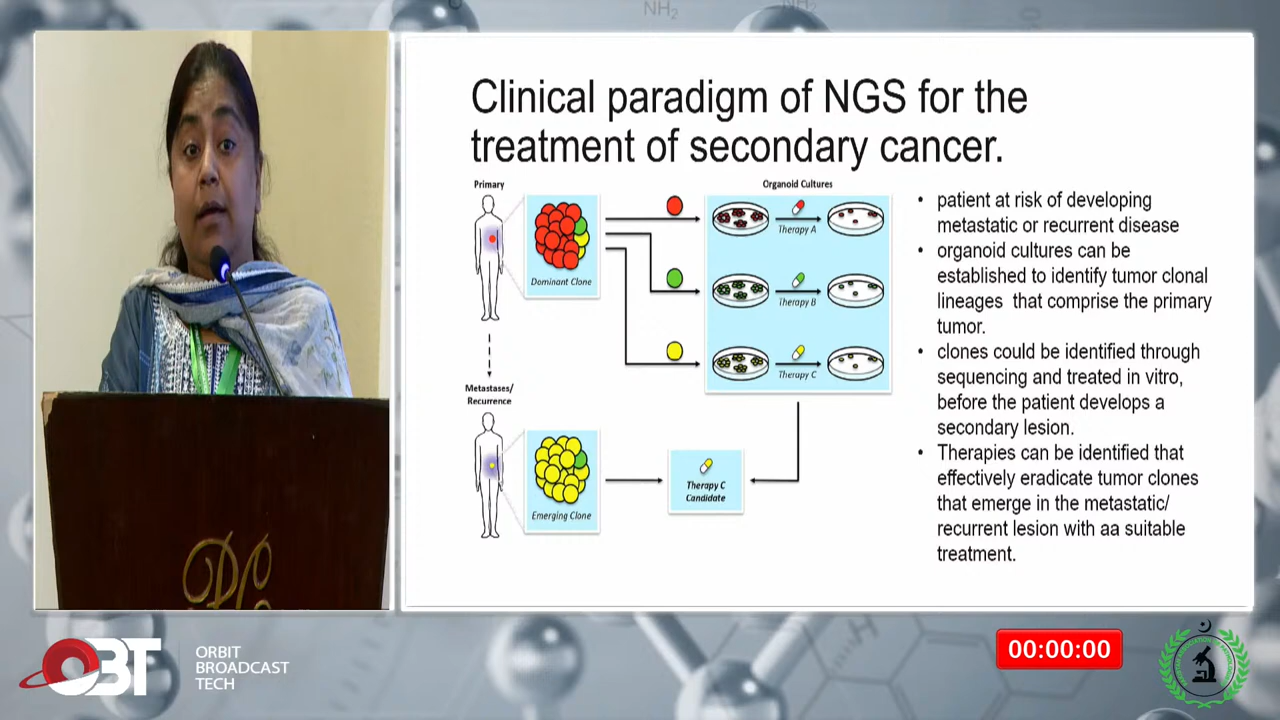 NH₂
Clinical paradigm of NGS for the
treatment of secondary cancer.
Primary
Dominant Clone
Metastases/
Recurrence
Emerging Clone
Organoid Cultures
Therapy A
Therapy B
Therapy C
Therapy C
Candidate
• patient at risk of developing
metastatic or recurrent disease
• organoid cultures can be
established to identify tumor clonal
lineages that comprise the primary
tumor.
• clones could be identified through
sequencing and treated in vitro,
before the patient develops a
secondary lesion.
• Therapies can be identified that
effectively eradicate tumor clones
that emerge in the metastatic/
recurrent lesion with aa suitable
treatment.
OBT
ORBIT
BROADCAST
TECH
00:00:00